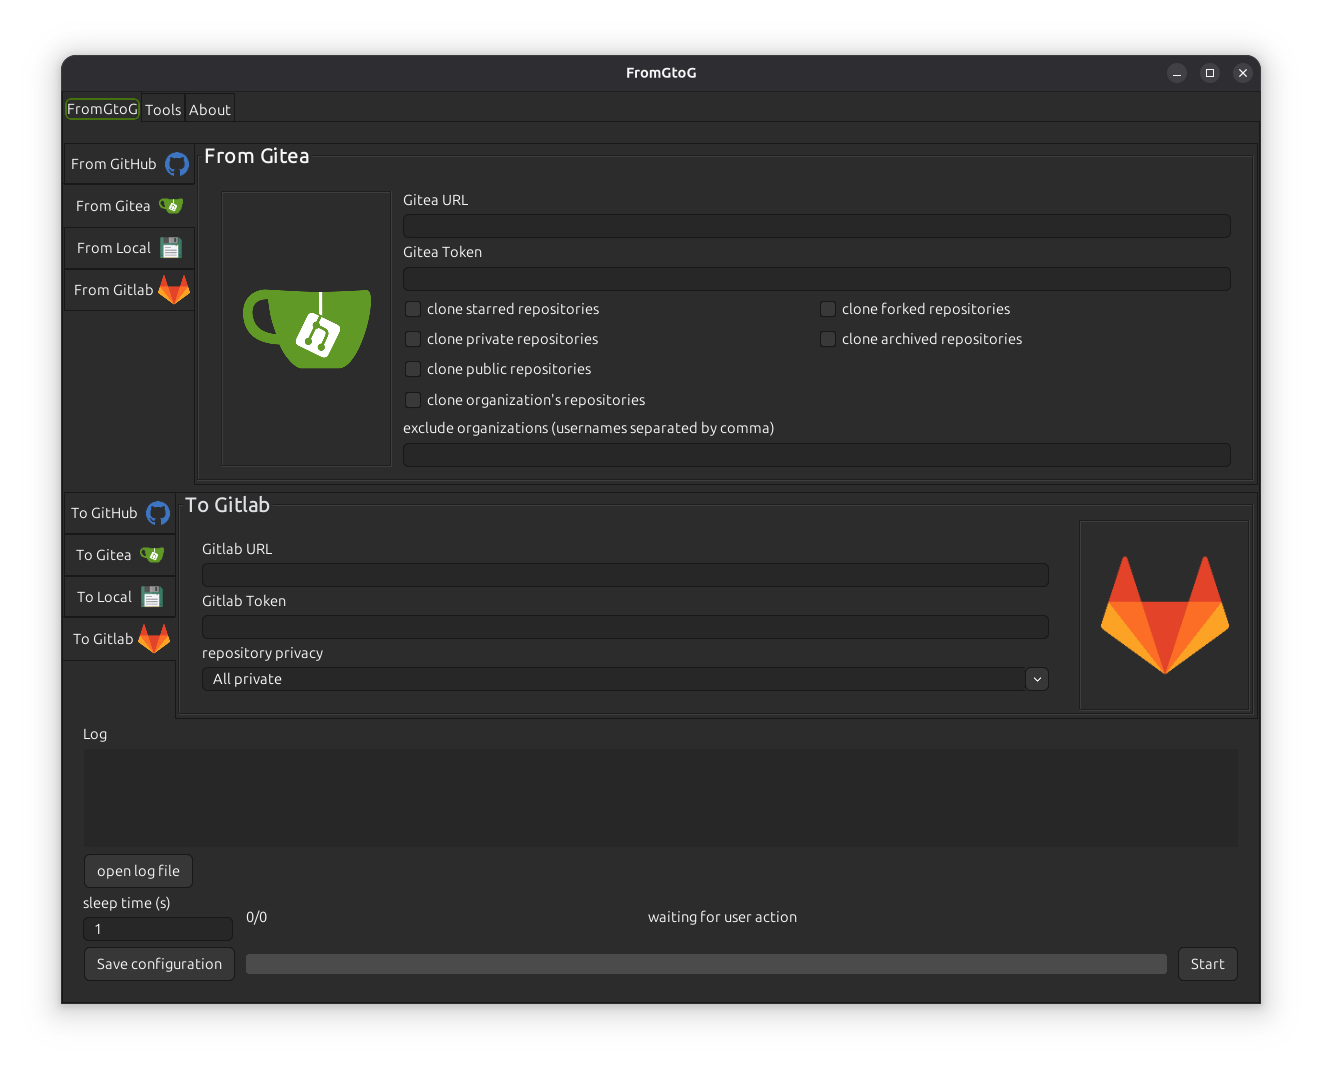 FromGtoG
FromGtoG Tools About
From GitHub
From Gitea
From Local
From Gitlab
From Gitea
Gitea URL
Gitea Token
clone starred repositories
clone forked repositories
clone private repositories
clone archived repositories
clone public repositories
clone organization's repositories
exclude organizations (usernames separated by comma)
To GitHub
To Gitea
To Local
To Gitlab
To Gitlab
Gitlab URL
Gitlab Token
repository privacy
All private
Log
open log file
sleep time (s)
1
0/0
waiting for user action
Save configuration
Start